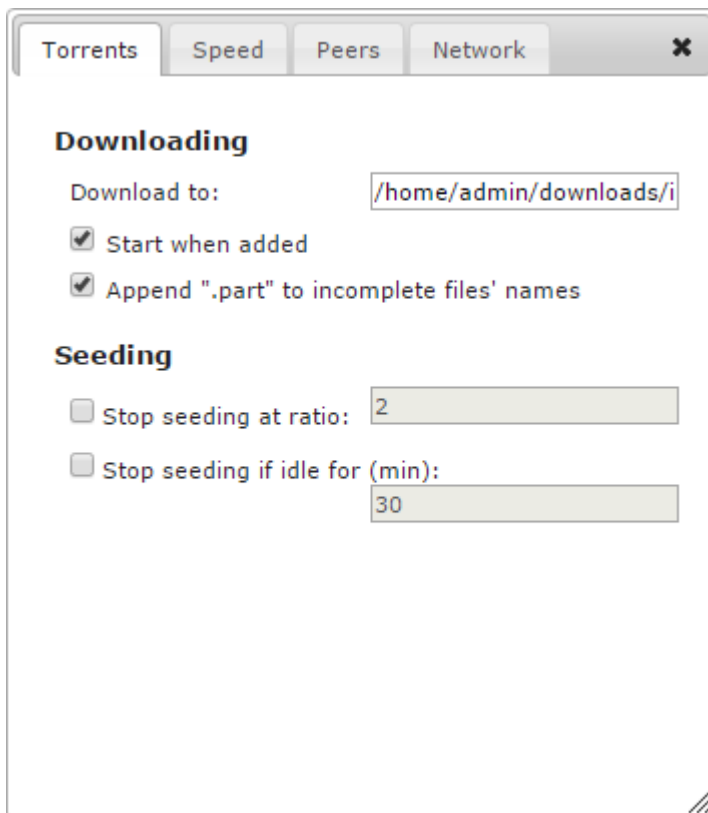 Torrents Speed Peers Network
Downloading
Download to: /home/admin/downloads/i
Start when added
Append ".part" to incomplete files' names
Seeding
Stop seeding at ratio: 2
Stop seeding if idle for (min):
30